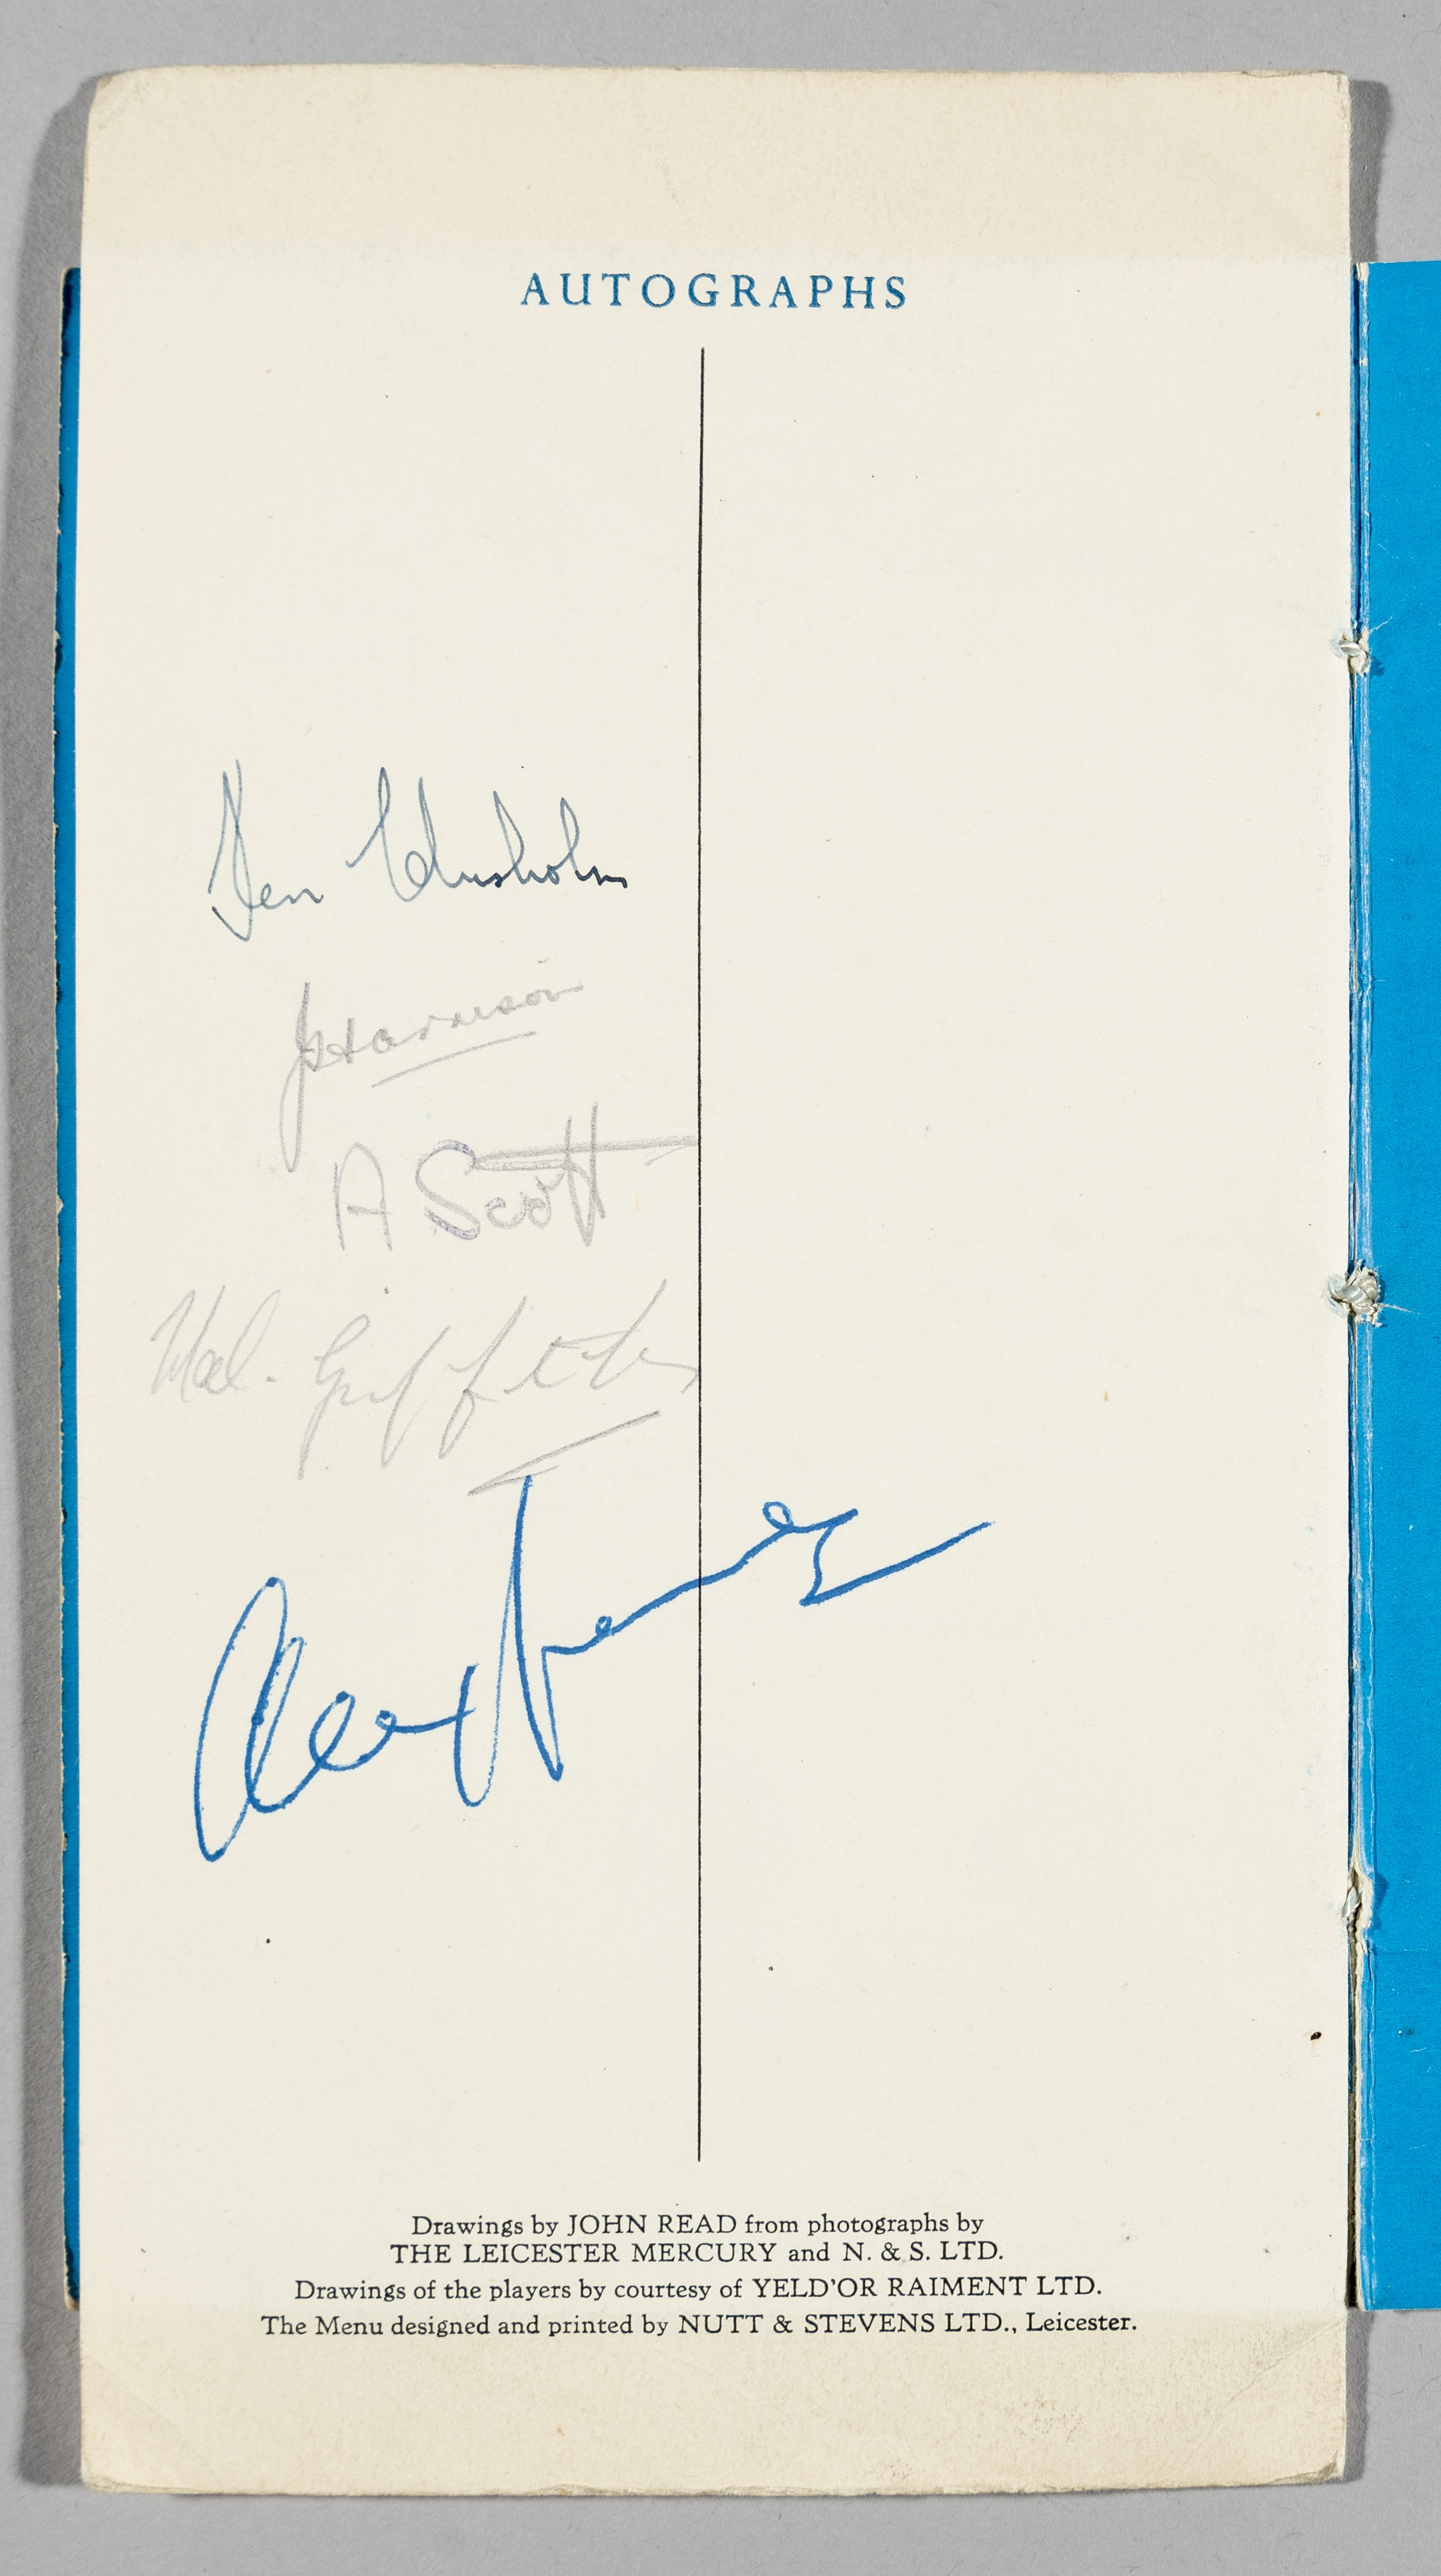 AUTOGRAPHS
Ken Chisholm
J Harrison
A Scott
Mal. Griffiths
Alex James
Drawings by JOHN READ from photographs by
THE LEICESTER MERCURY and N. & S. LTD.
Drawings of the players by courtesy of YELD'OR RAIMENT LTD.
The Menu designed and printed by NUTT & STEVENS LTD., Leicester.